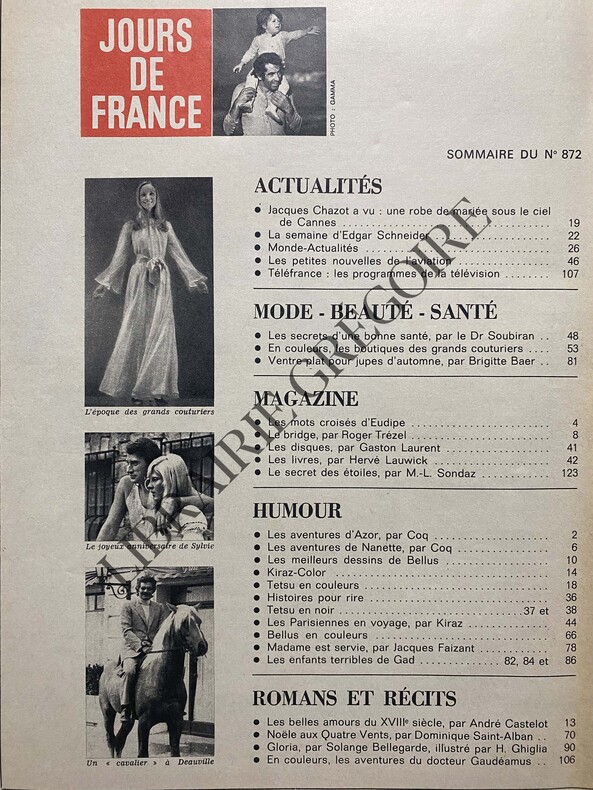 JOURS
DE
FRANCE
PHOTO : GAMMA
SOMMAIRE DU N° 872
ACTUALITÉS
● Jacques Chazot a vu : une robe de mariée sous le ciel
de Cannes 19
● La semaine d'Edgar Schneider 22
● Monde-Actualités 26
● Les petites nouvelles de l'aviation 46
● Téléfrance : les programmes de la télévision 107
L'époque des grands couturiers
MODE - BEAUTÉ - SANTÉ
● Les secrets d'une bonne santé, par le Dr Soubiran 48
● En couleurs, les boutiques des grands couturiers 53
● Ventre plat pour jupes d'automne, par Brigitte Baer 81
MAGAZINE
● Les mots croisés d'Eudipe 4
● Le bridge, par Roger Trézel 8
● Les disques, par Gaston Laurent 41
● Les livres, par Hervé Lauwick 42
● Le secret des étoiles, par M.-L. Sondaz 123
Le joyeux anniversaire de Sylvie
HUMOUR
● Les aventures d'Azor, par Coq 2
● Les aventures de Nanette, par Coq 6
● Les meilleurs dessins de Bellus 10
● Kiraz-Color 14
● Tetsu en couleurs 18
● Histoires pour rire 36
● Tetsu en noir 37 et 38
● Les Parisiennes en voyage, par Kiraz 44
● Bellus en couleurs 66
● Madame est servie, par Jacques Faizant 78
● Les enfants terribles de Gad 82, 84 et 86
Un « cavalier » à Deauville
ROMANS ET RÉCITS
● Les belles amours du XVIIIe siècle, par André Castelot 13
● Noëlle aux Quatre Vents, par Dominique Saint-Alban 70
● Gloria, par Solange Bellegarde, illustré par H. Ghiglia 90
● En couleurs, les aventures du docteur Gaudéamus 106
LIBRAIRIE GREGOIRE